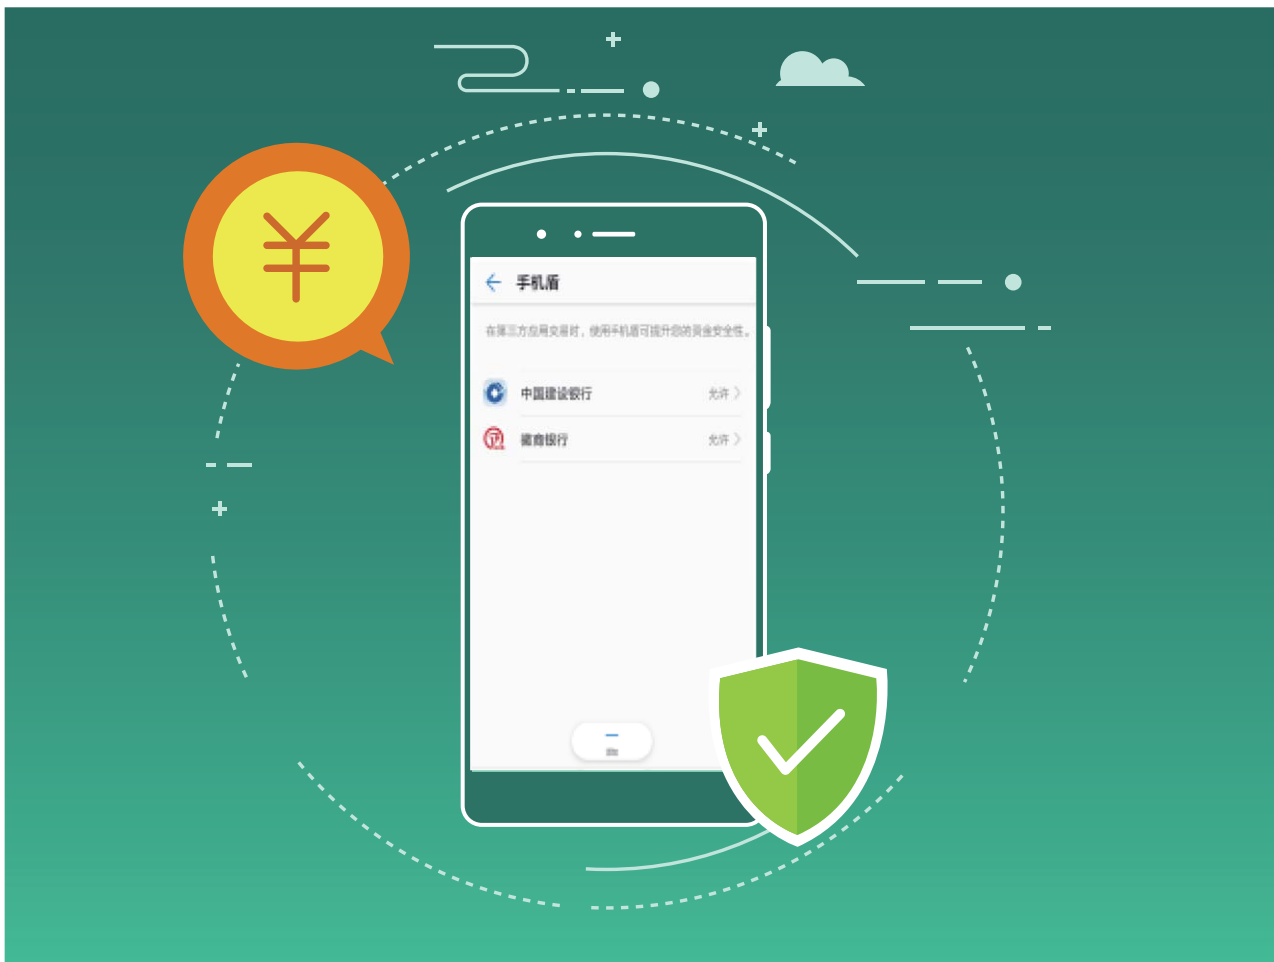 ¥
手机盾
在第三方应用交易时，使用手机盾可提升您的资金安全性。
中国建设银行 允许
徽商银行 允许